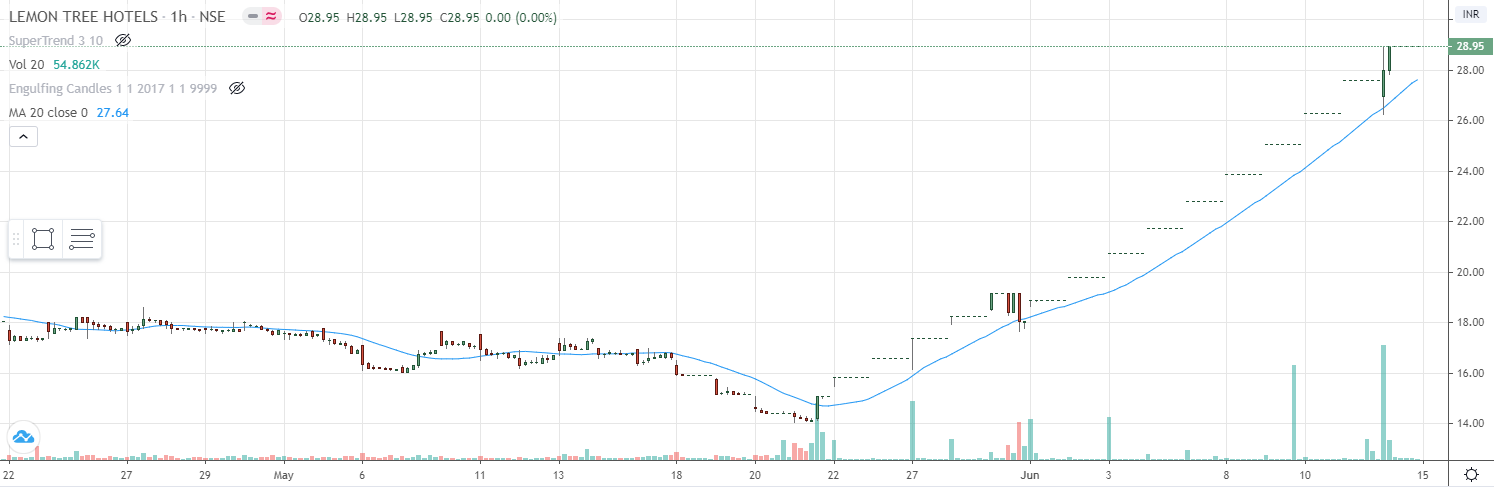 LEMON TREE HOTELS · 1h · NSE O28.95 H28.95 L28.95 C28.95 0.00 (0.00%) INR
SuperTrend 3 10
28.95
Vol 20 54.862K
28.00
Engulfing Candles 1 1 2017 1 1 9999
MA 20 close 0 27.64
26.00
24.00
22.00
20.00
18.00
16.00
14.00
22 27 29 May 6 11 13 18 20 22 27 Jun 3 8 10 15